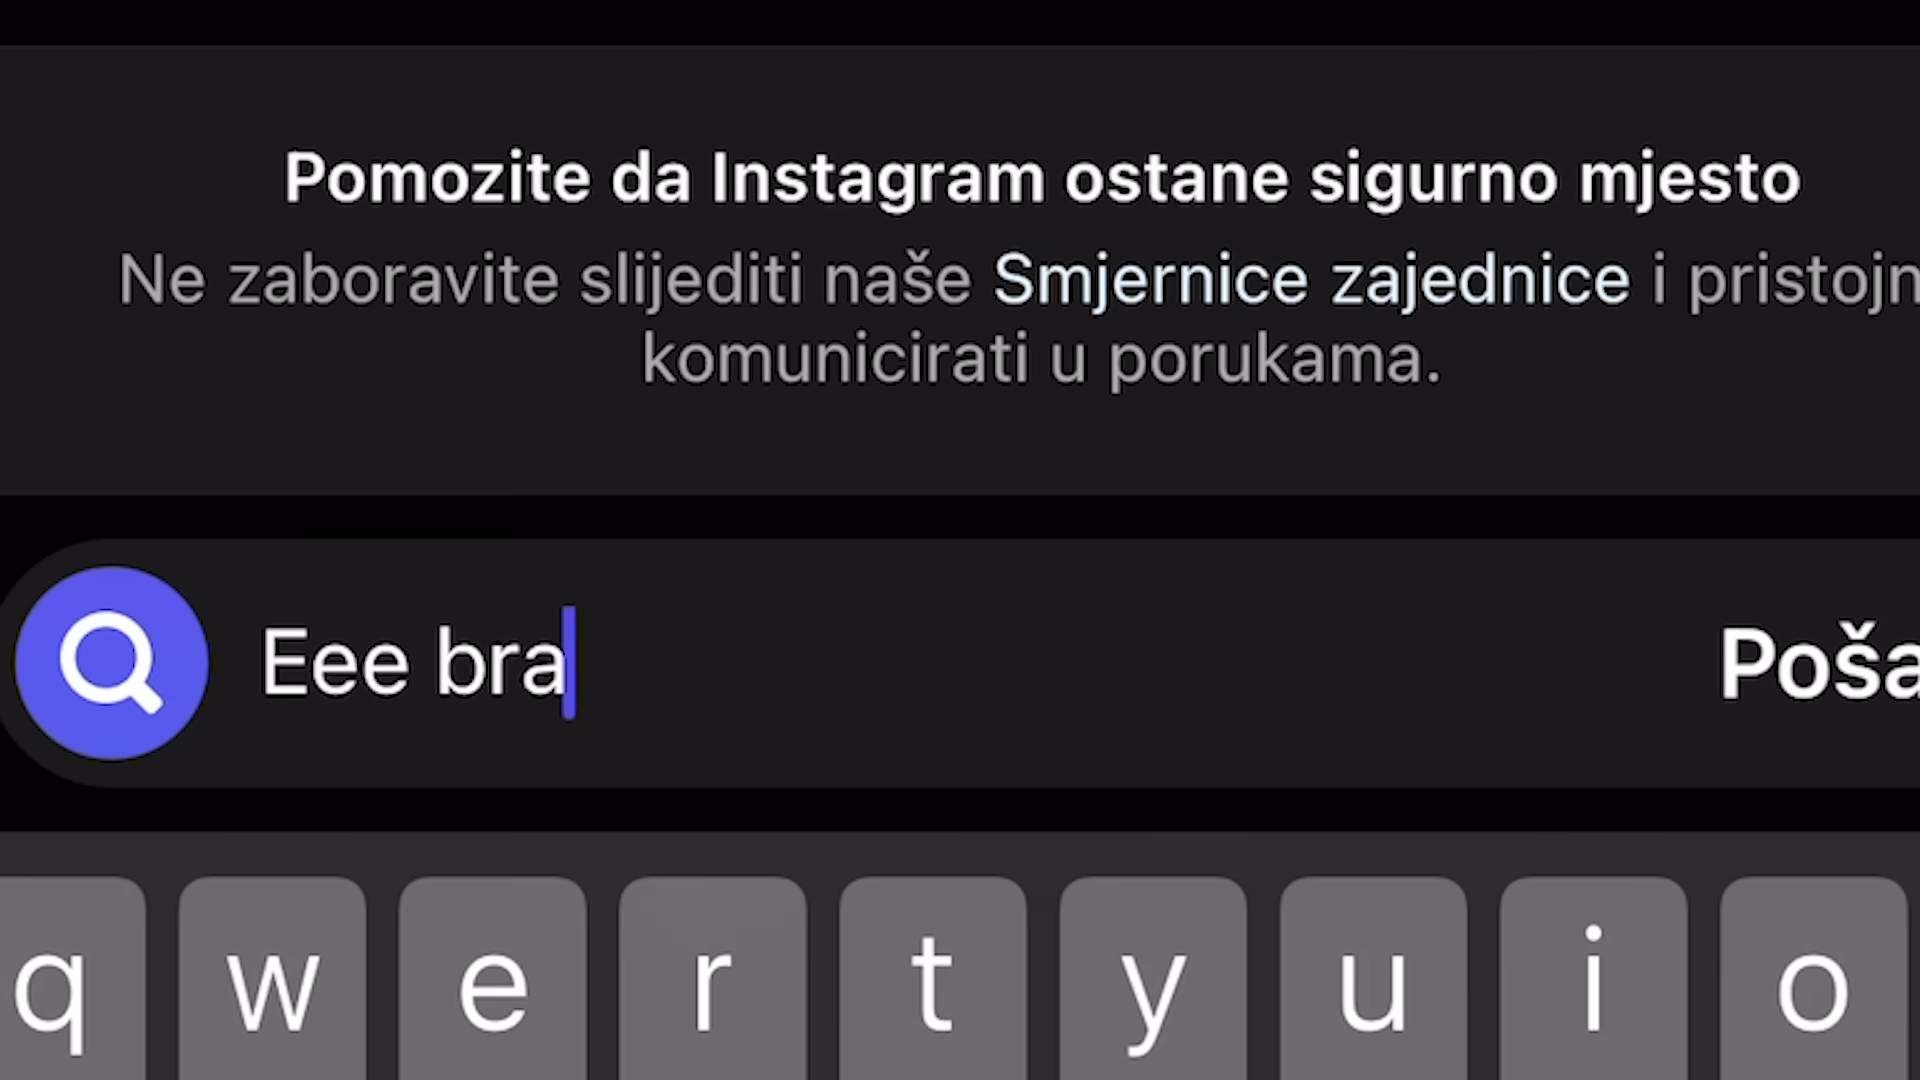 Pomozite da Instagram ostane sigurno mjesto
Ne zaboravite slijediti naše Smjernice zajednice i pristojn
komunicirati u porukama.
Eee bra
Poša
q w e r t y u i o